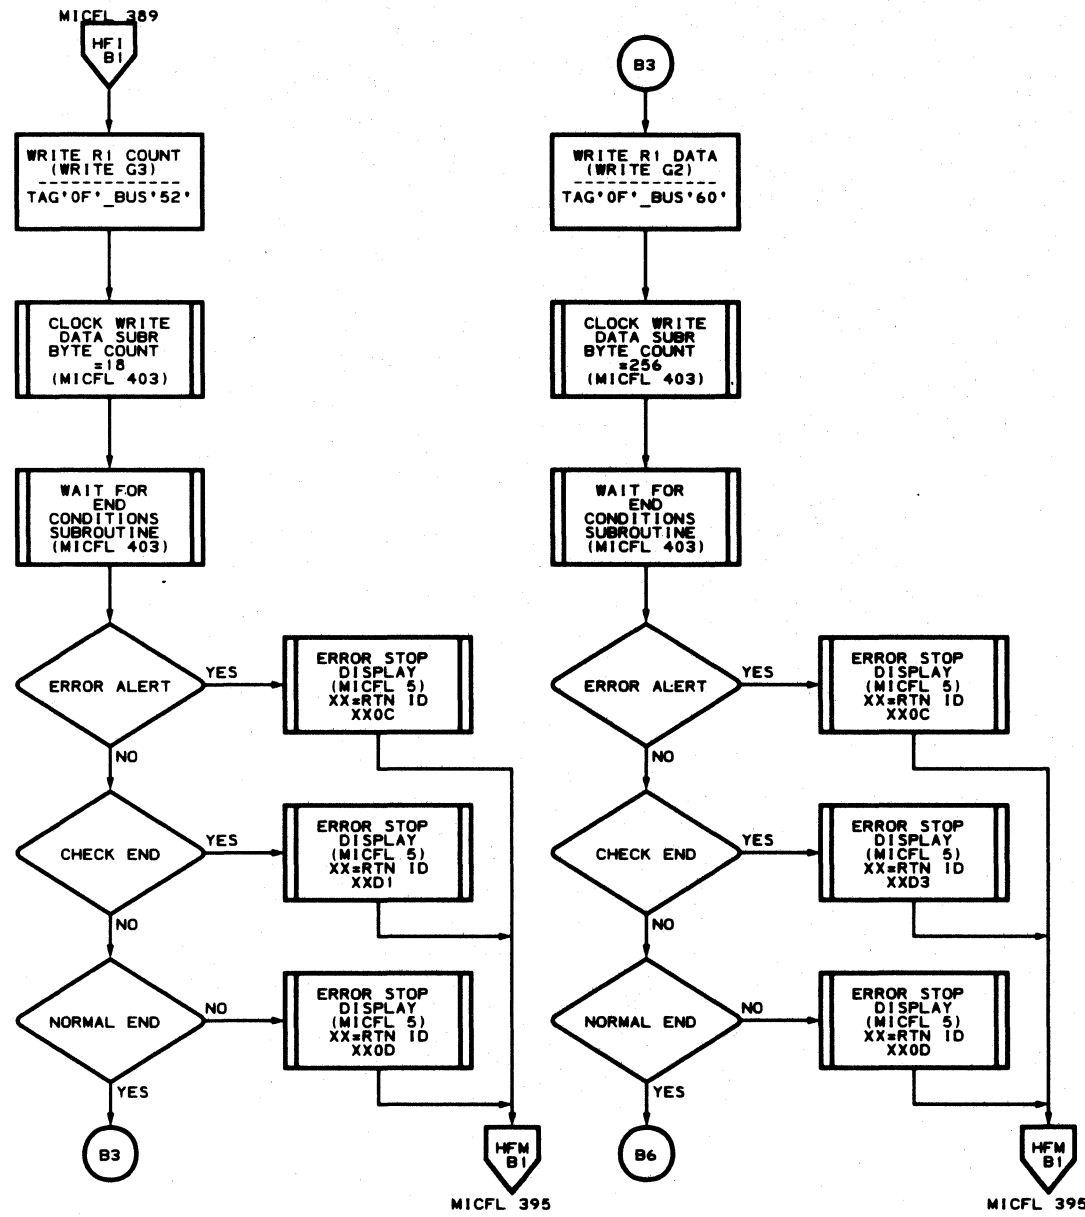 MICFL 389
HFI
B1
WRITE R1 COUNT
(WRITE G3)
TAG'0F'_BUS'52'
CLOCK WRITE
DATA SUBR
BYTE COUNT
=18
(MICFL 403)
WAIT FOR
END
CONDITIONS
SUBROUTINE
(MICFL 403)
ERROR ALERT
YES
ERROR STOP
DISPLAY
(MICFL 5)
XX=RTN ID
XX0C
NO
CHECK END
YES
ERROR STOP
DISPLAY
(MICFL 5)
XX=RTN ID
XXD1
NO
NORMAL END
NO
ERROR STOP
DISPLAY
(MICFL 5)
XX=RTN ID
XX0D
YES
B3
HFM
B1
MICFL 395
B3
WRITE R1 DATA
(WRITE G2)
TAG'0F'_BUS'60'
CLOCK WRITE
DATA SUBR
BYTE COUNT
=256
(MICFL 403)
WAIT FOR
END
CONDITIONS
SUBROUTINE
(MICFL 403)
ERROR ALERT
YES
ERROR STOP
DISPLAY
(MICFL 5)
XX=RTN ID
XX0C
NO
CHECK END
YES
ERROR STOP
DISPLAY
(MICFL 5)
XX=RTN ID
XXD3
NO
NORMAL END
NO
ERROR STOP
DISPLAY
(MICFL 5)
XX=RTN ID
XX0D
YES
B6
HFM
B1
MICFL 395